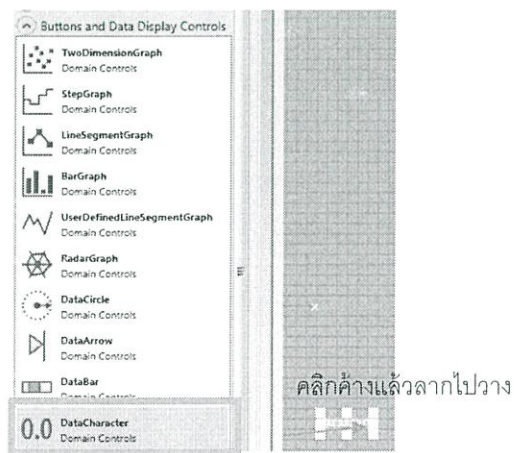 Buttons and Data Display Controls
TwoDimensionGraph
Domain Controls
StepGraph
Domain Controls
LineSegmentGraph
Domain Controls
BarGraph
Domain Controls
UserDefinedLineSegmentGraph
Domain Controls
RadarGraph
Domain Controls
DataCircle
Domain Controls
DataArrow
Domain Controls
DataBar
Domain Controls
0.0 DataCharacter
Domain Controls
คลิกค้างแล้วลากไปวาง